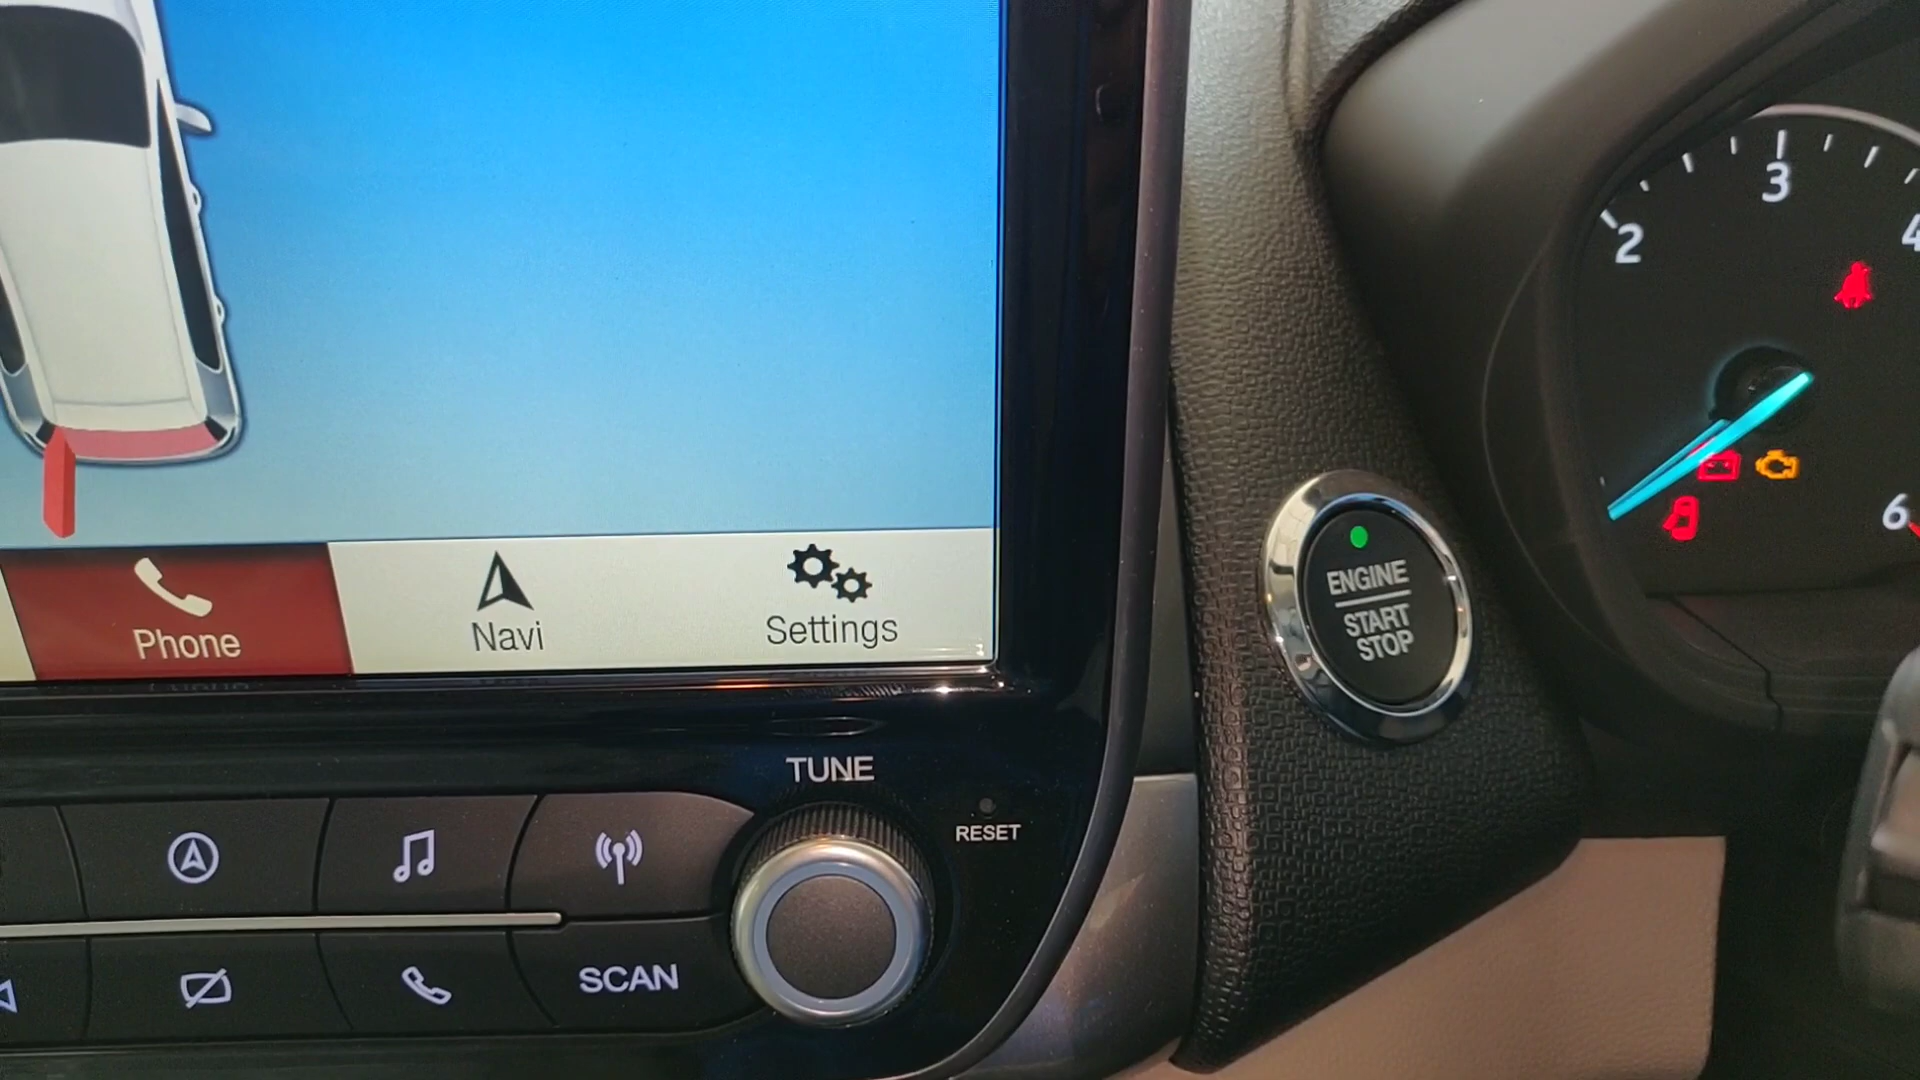 Phone
Navi
Settings
TUNE
RESET
SCAN
ENGINE
START
STOP
2
3
4
6